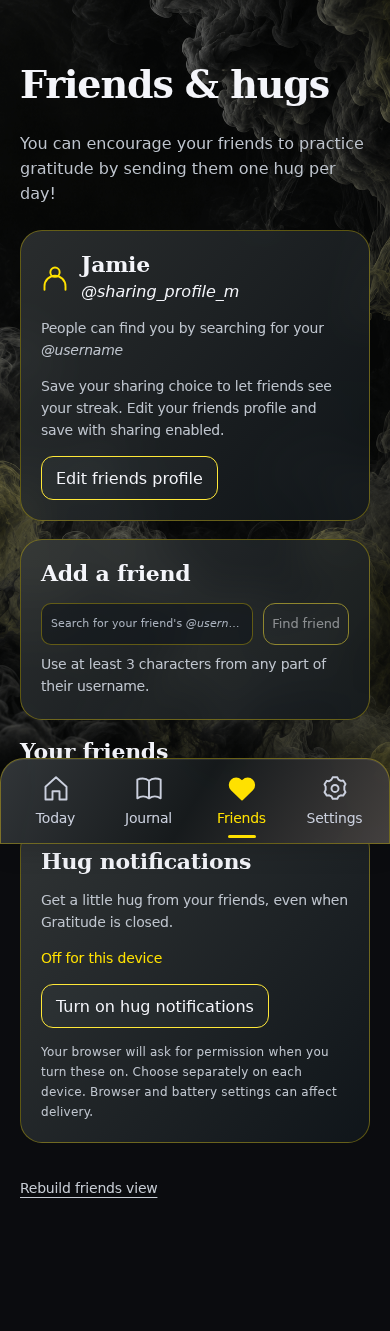 Friends & hugs
You can encourage your friends to practice
gratitude by sending them one hug per
day!
Jamie
@sharing_profile_m
People can find you by searching for your
@username
Save your sharing choice to let friends see
your streak. Edit your friends profile and
save with sharing enabled.
Edit friends profile
Add a friend
Search for your friend's @usern...
Find friend
Use at least 3 characters from any part of
their username.
Your friends
Today
Journal
Friends
Settings
Hug notifications
Get a little hug from your friends, even when
Gratitude is closed.
Off for this device
Turn on hug notifications
Your browser will ask for permission when you
turn these on. Choose separately on each
device. Browser and battery settings can affect
delivery.
Rebuild friends view